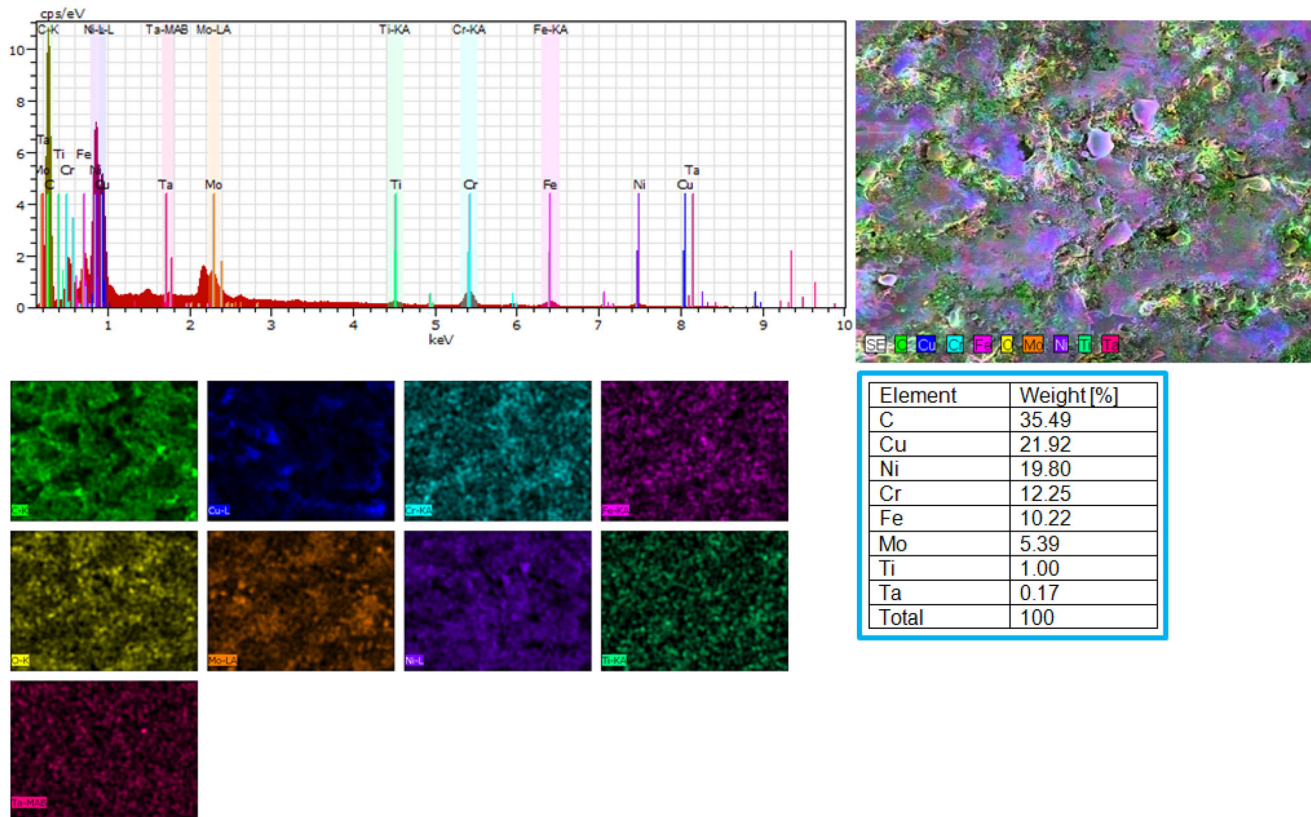 cps/eV
C-K Ni-L Ta-MAB Mo-LA Ti-KA Cr-KA Fe-KA
10
8
6
4
2
0
Ta
Ti Fe
Mo Cr Ni
C Cu Ta Mo Ti Cr Fe Ni Cu Ta
1 2 3 4 5 6 7 8 9 10
keV
SE C Cu Cr Fe O Mo Ni Ti Ta
C-K Cu-L Cr-KA Fe-KA
O-K Mo-LA Ni-L Ti-KA
Ta-MAB
Element Weight [%]
C 35.49
Cu 21.92
Ni 19.80
Cr 12.25
Fe 10.22
Mo 5.39
Ti 1.00
Ta 0.17
Total 100